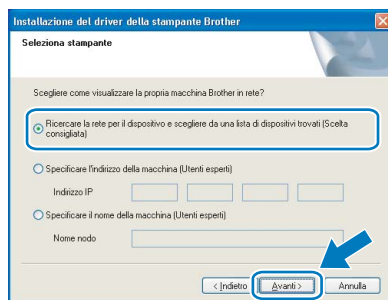 Installazione del driver della stampante Brother
Seleziona stampante
Scegliere come visualizzare la propria macchina Brother in rete?
Ricercare la rete per il dispositivo e scegliere da una lista di dispositivi trovati (Scelta
consigliata)
Specificare l'indirizzo della macchina (Utenti esperti)
Indirizzo IP
Specificare il nome della macchina (Utenti esperti)
Nome nodo
< Indietro Avanti > Annulla